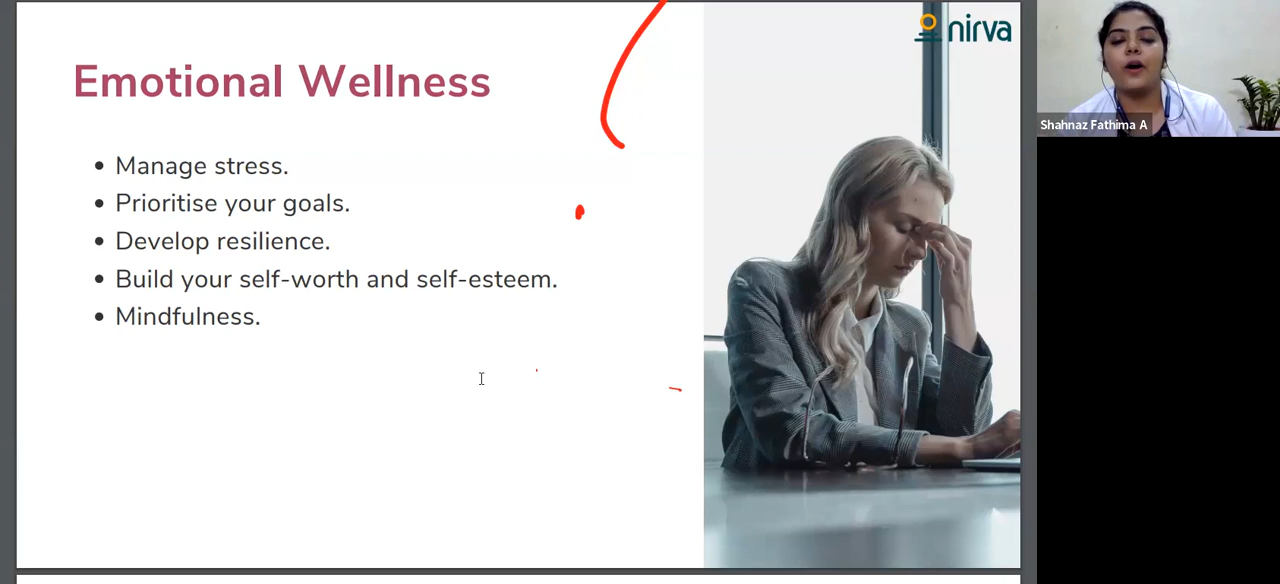 nirva
Emotional Wellness
Manage stress.
Prioritise your goals.
Develop resilience.
Build your self-worth and self-esteem.
Mindfulness.
Shahnaz Fathima A